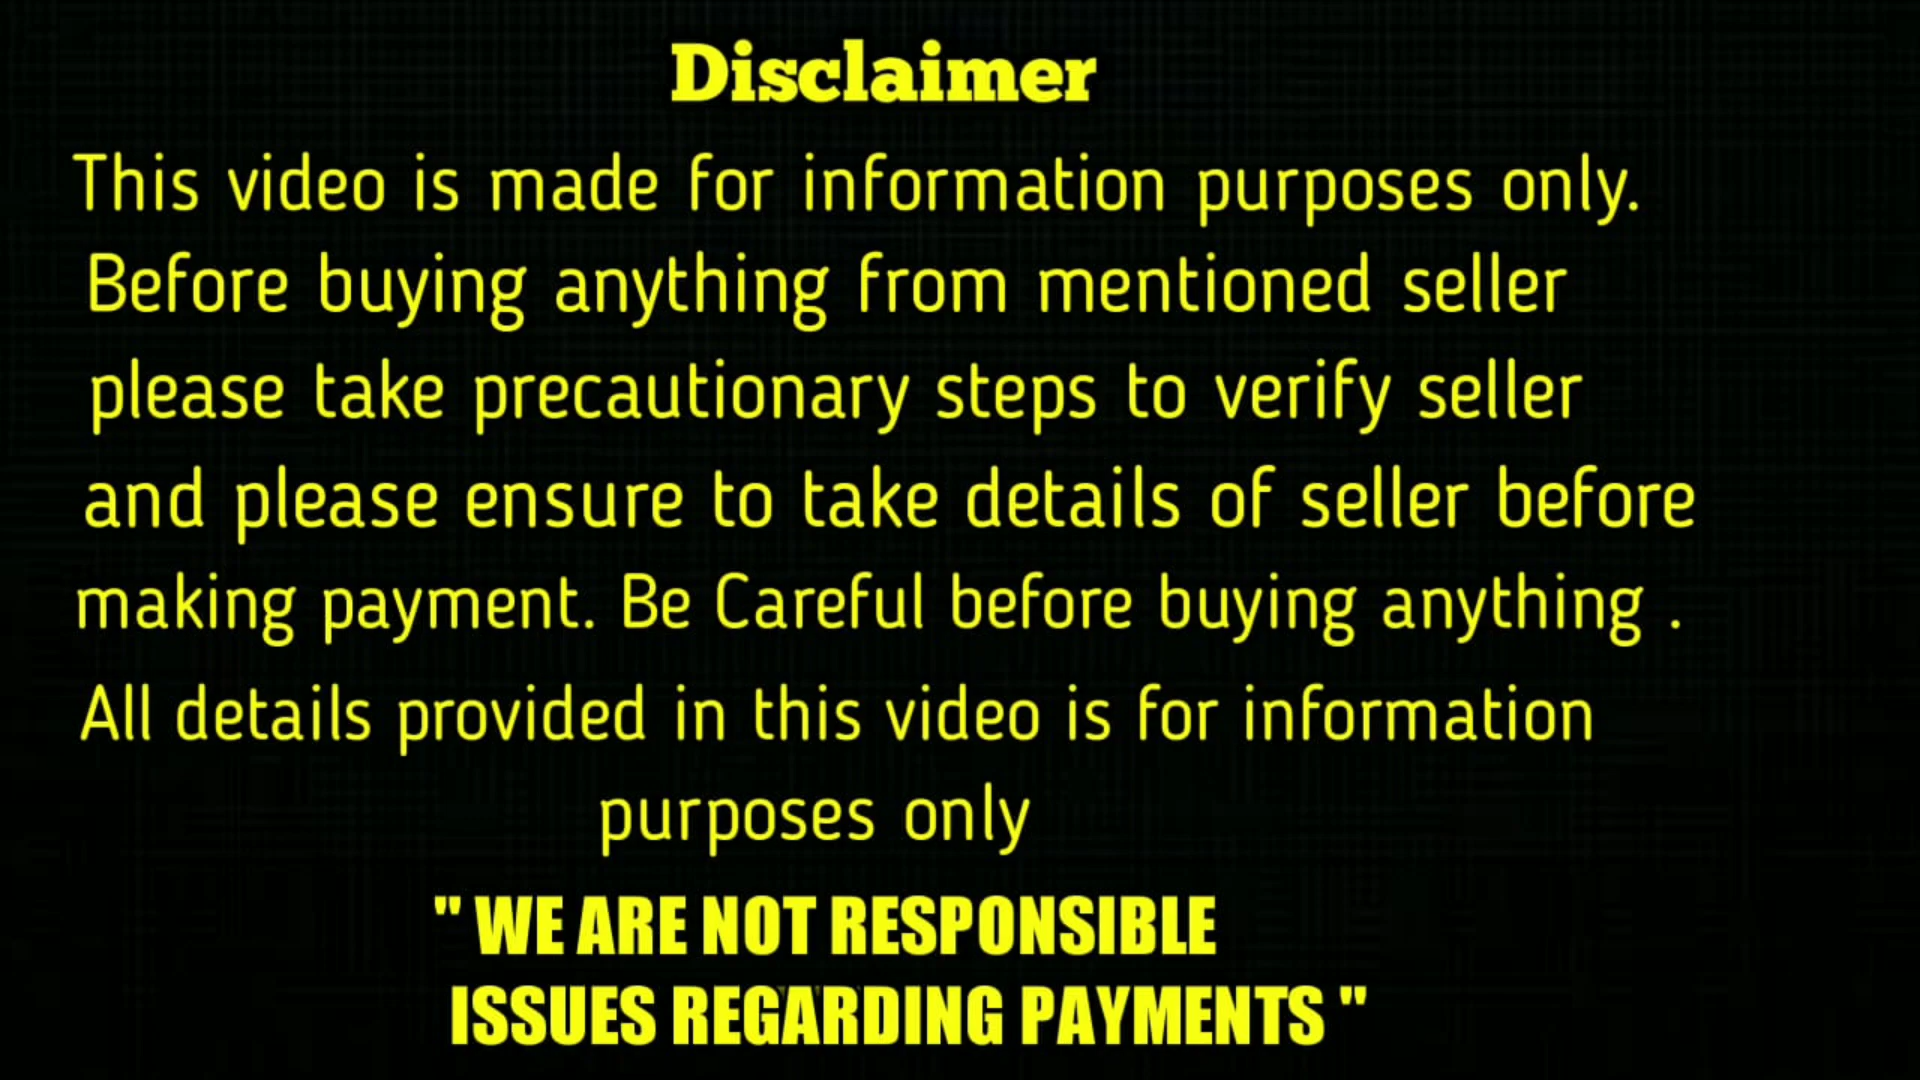 Disclaimer
This video is made for information purposes only.
Before buying anything from mentioned seller
please take precautionary steps to verify seller
and please ensure to take details of seller before
making payment. Be Careful before buying anything .
All details provided in this video is for information
purposes only
" WE ARE NOT RESPONSIBLE
ISSUES REGARDING PAYMENTS "